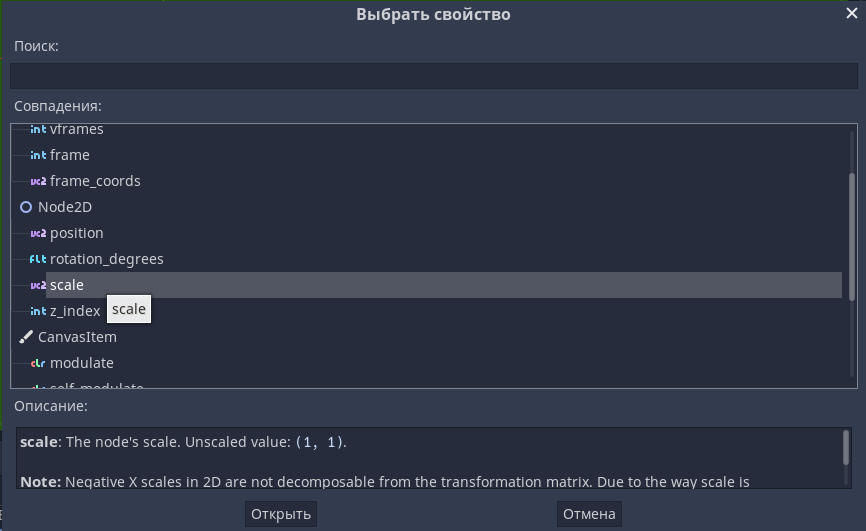 Выбрать свойство
Поиск:
Совпадения:
int vframes
int frame
vc2 frame_coords
Node2D
vc2 position
flt rotation_degrees
vc2 scale
int z_index
scale
CanvasItem
clr modulate
clr self_modulate
Описание:
scale: The node's scale. Unscaled value: (1, 1).
Note: Negative X scales in 2D are not decomposable from the transformation matrix. Due to the way scale is
Открыть Отмена